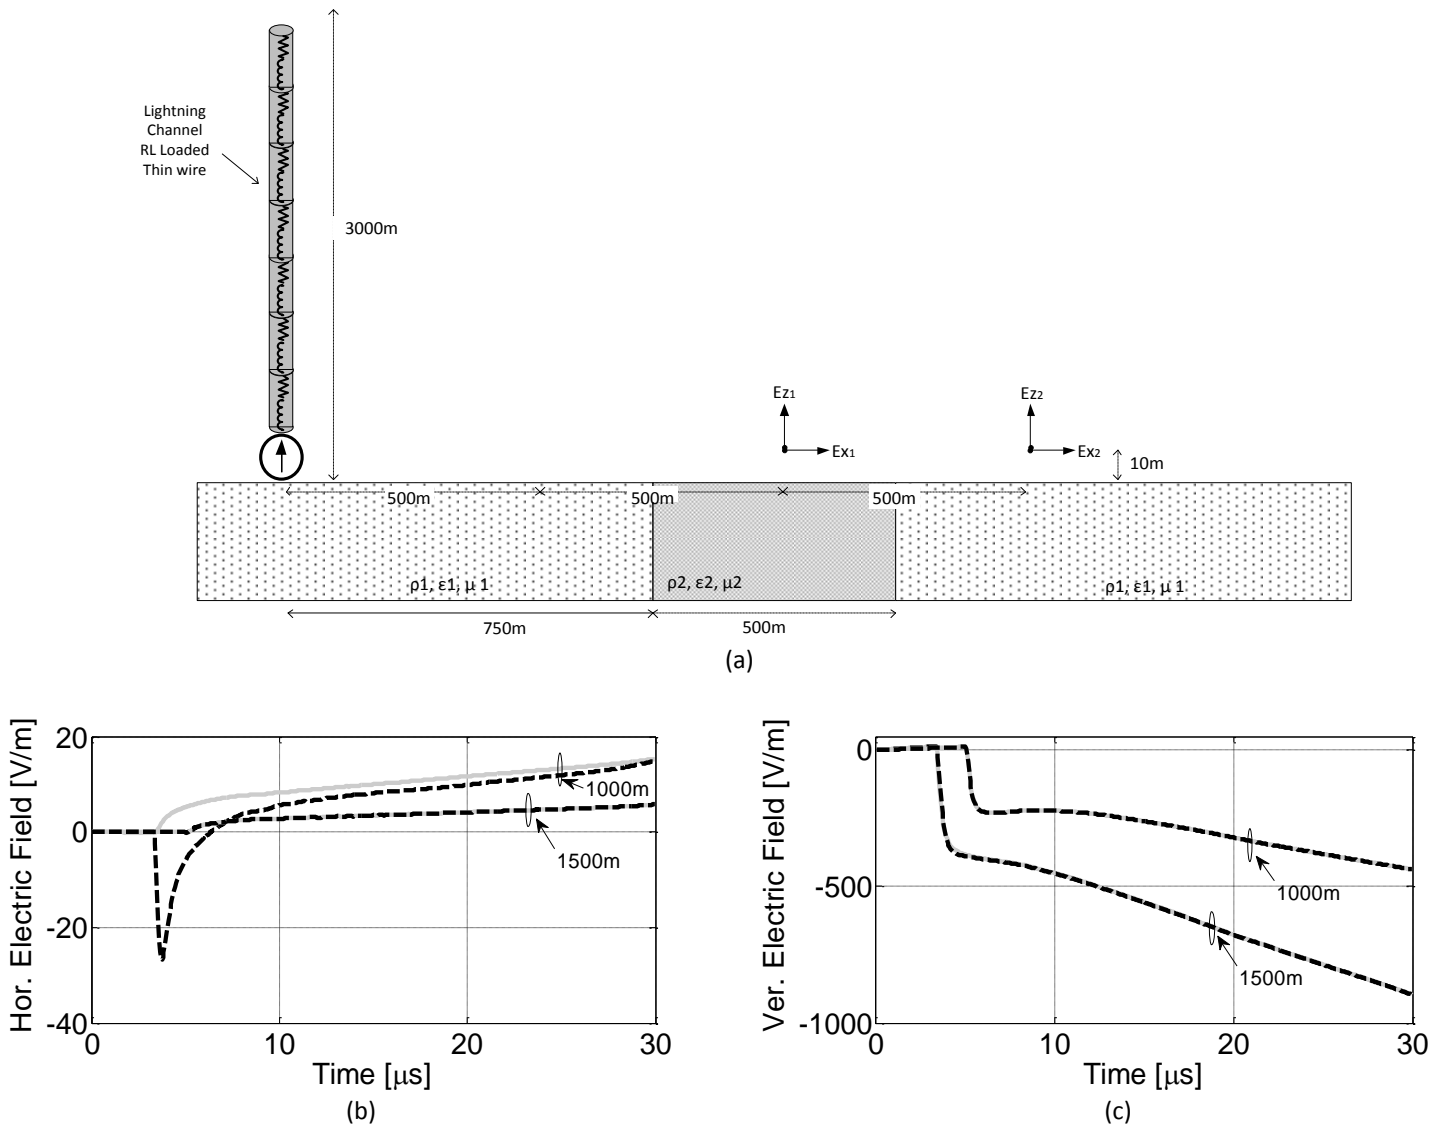 Lightning
Channel
RL Loaded
Thin wire
3000m
Ez1
Ez2
Ex1
Ex2
10m
500m
500m
500m
ρ1, ε1, μ 1
ρ2, ε2, μ2
ρ1, ε1, μ 1
750m
500m
(a)
Hor. Electric Field [V/m]
20
0
-20
-40
1000m
1500m
0
10
20
30
Time [μs]
(b)
Ver. Electric Field [V/m]
0
-500
-1000
1000m
1500m
0
10
20
30
Time [μs]
(c)